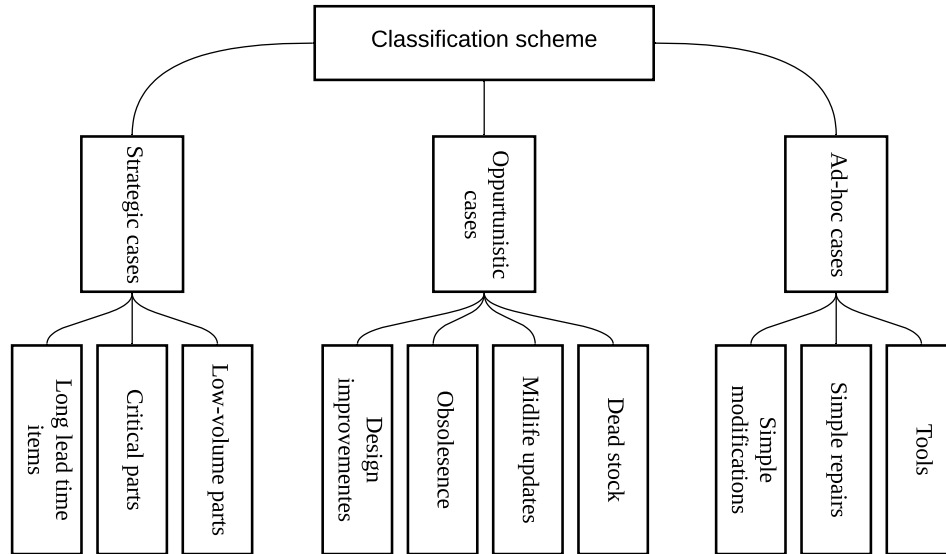 Classification scheme
Strategic cases
Oppurtunistic
cases
Ad-hoc cases
Long lead time
items
Critical parts
Low-volume parts
Design
improvementes
Obsolesence
Midlife updates
Dead stock
Simple
modifications
Simple repairs
Tools